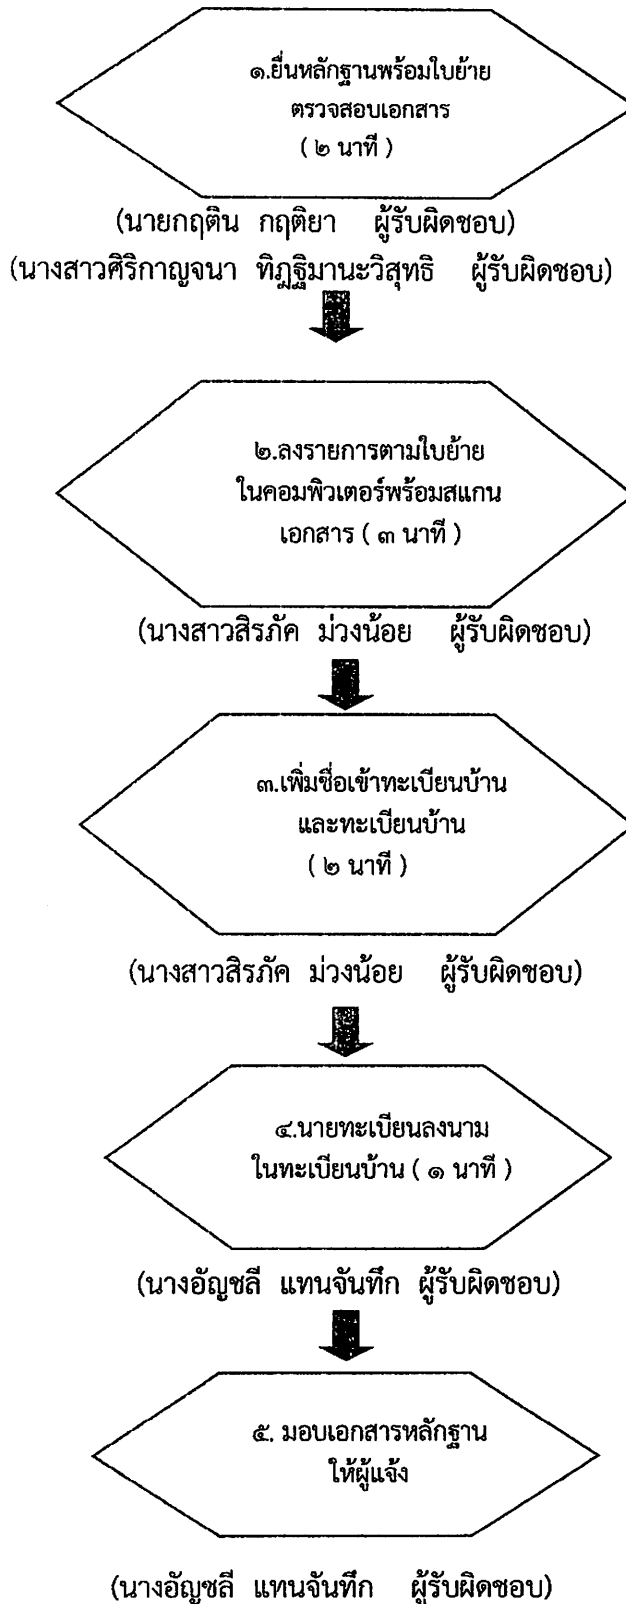 ๑.ยื่นหลักฐานพร้อมใบย้าย
ตรวจสอบเอกสาร
( ๒ นาที )
(นายกฤติน กฤติยา ผู้รับผิดชอบ)
(นางสาวศิริกาญจนา ทิฏฐิมานะวิสุทธิ ผู้รับผิดชอบ)
๒.ลงรายการตามใบย้าย
ในคอมพิวเตอร์พร้อมสแกน
เอกสาร ( ๓ นาที )
(นางสาวสิรภัค ม่วงน้อย ผู้รับผิดชอบ)
๓.เพิ่มชื่อเข้าทะเบียนบ้าน
และทะเบียนบ้าน
( ๒ นาที )
(นางสาวสิรภัค ม่วงน้อย ผู้รับผิดชอบ)
๔.นายทะเบียนลงนาม
ในทะเบียนบ้าน ( ๑ นาที )
(นางอัญชลี แทนจันทึก ผู้รับผิดชอบ)
๕. มอบเอกสารหลักฐาน
ให้ผู้แจ้ง
(นางอัญชลี แทนจันทึก ผู้รับผิดชอบ)